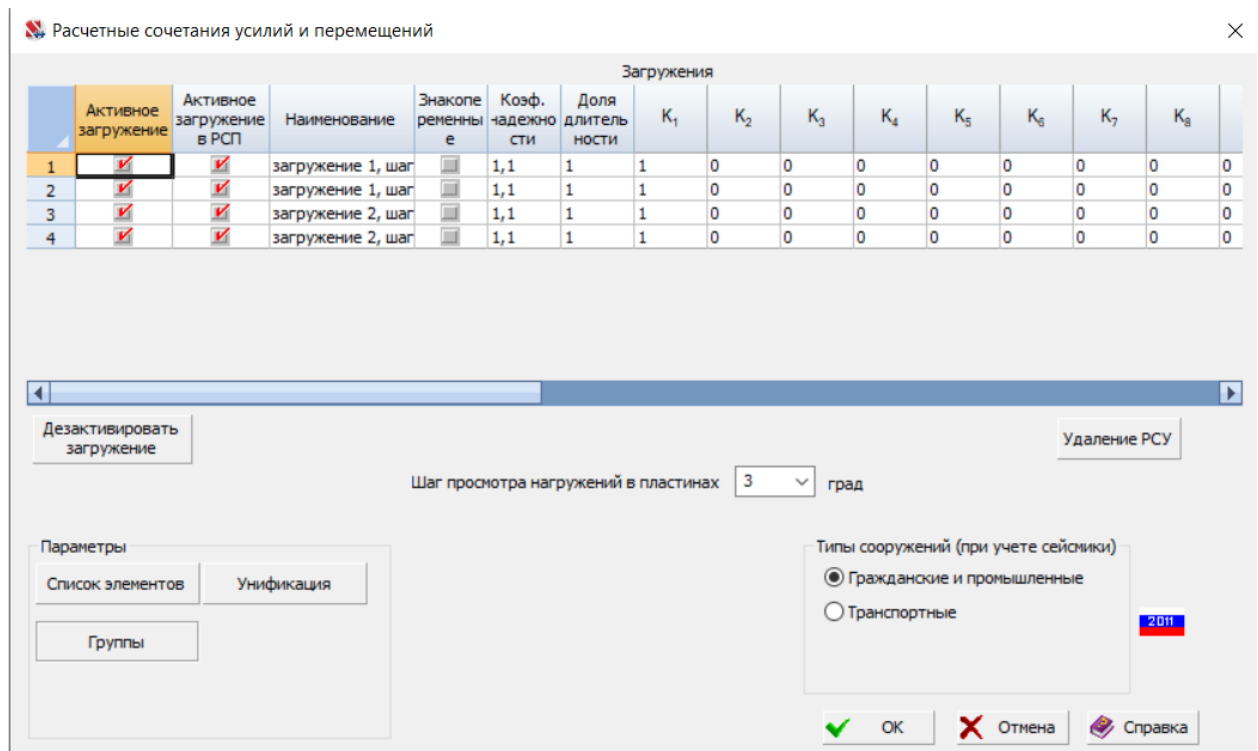 Расчетные сочетания усилий и перемещений
Загружения
Активное загружение
Активное загружение в РСП
Наименование
Знакопе ременны е
Коэф. надежно сти
Доля длитель ности
K1
K2
K3
K4
K5
K6
K7
K8
1 загружение 1, шаг 1,1 1 1 0 0 0 0 0 0 0 0
2 загружение 1, шаг 1,1 1 1 0 0 0 0 0 0 0 0
3 загружение 2, шаг 1,1 1 1 0 0 0 0 0 0 0 0
4 загружение 2, шаг 1,1 1 1 0 0 0 0 0 0 0 0
Дезактивировать
загружение
Удаление РСУ
Шаг просмотра нагружений в пластинах 3 град
Параметры
Список элементов
Унификация
Группы
Типы сооружений (при учете сейсмики)
Гражданские и промышленные
Транспортные
2011
OK
Отмена
Справка